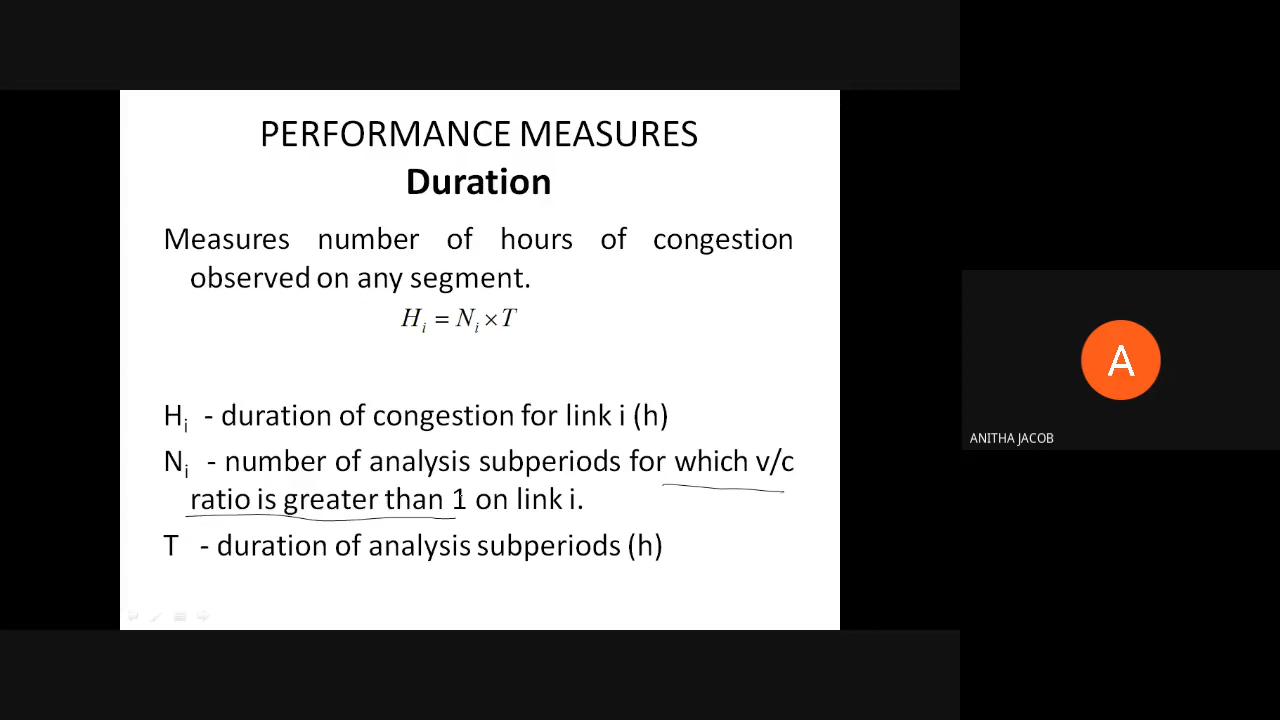 PERFORMANCE MEASURES
Duration
Measures number of hours of congestion
observed on any segment.
H_i = N_i × T
H_i - duration of congestion for link i (h)
N_i - number of analysis subperiods for which v/c
ratio is greater than 1 on link i.
T - duration of analysis subperiods (h)
A
ANITHA JACOB